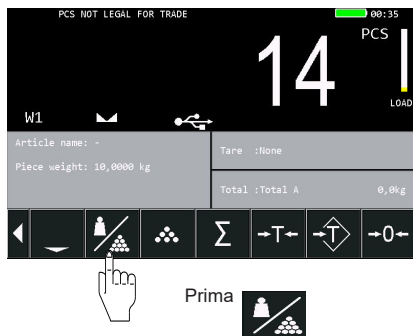 PCS NOT LEGAL FOR TRADE
00:35
14
PCS
LOAD
W1
Article name: -
Piece weight: 10,0000 kg
Tare :None
Total :Total A 0,0kg
Σ →T← →T→ →0←
Prima